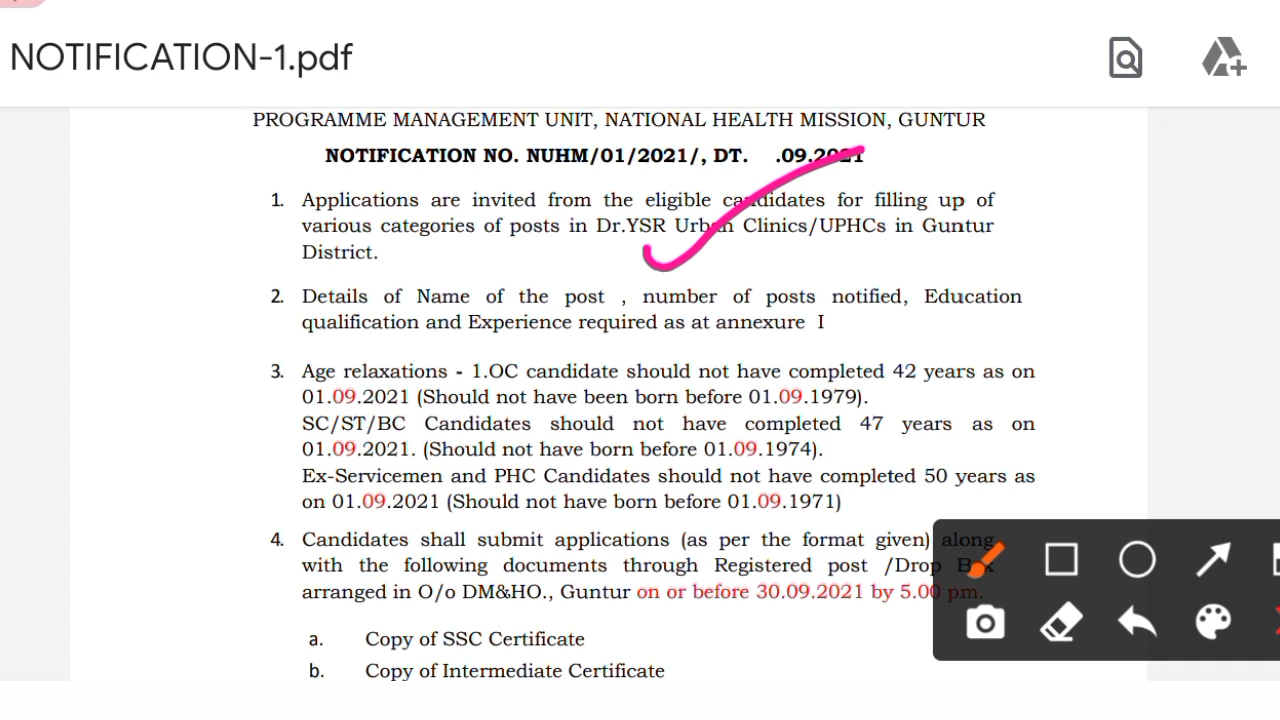 NOTIFICATION-1.pdf
PROGRAMME MANAGEMENT UNIT, NATIONAL HEALTH MISSION, GUNTUR
NOTIFICATION NO. NUHM/01/2021/, DT. .09.2021
1. Applications are invited from the eligible candidates for filling up of
various categories of posts in Dr.YSR Urban Clinics/UPHCs in Guntur
District.
2. Details of Name of the post , number of posts notified, Education
qualification and Experience required as at annexure I
3. Age relaxations - 1.OC candidate should not have completed 42 years as on
01.09.2021 (Should not have been born before 01.09.1979).
SC/ST/BC Candidates should not have completed 47 years as on
01.09.2021. (Should not have born before 01.09.1974).
Ex-Servicemen and PHC Candidates should not have completed 50 years as
on 01.09.2021 (Should not have born before 01.09.1971)
4. Candidates shall submit applications (as per the format given) along
with the following documents through Registered post /Drop Box
arranged in O/o DM&HO., Guntur on or before 30.09.2021 by 5.00 pm.
a. Copy of SSC Certificate
b. Copy of Intermediate Certificate